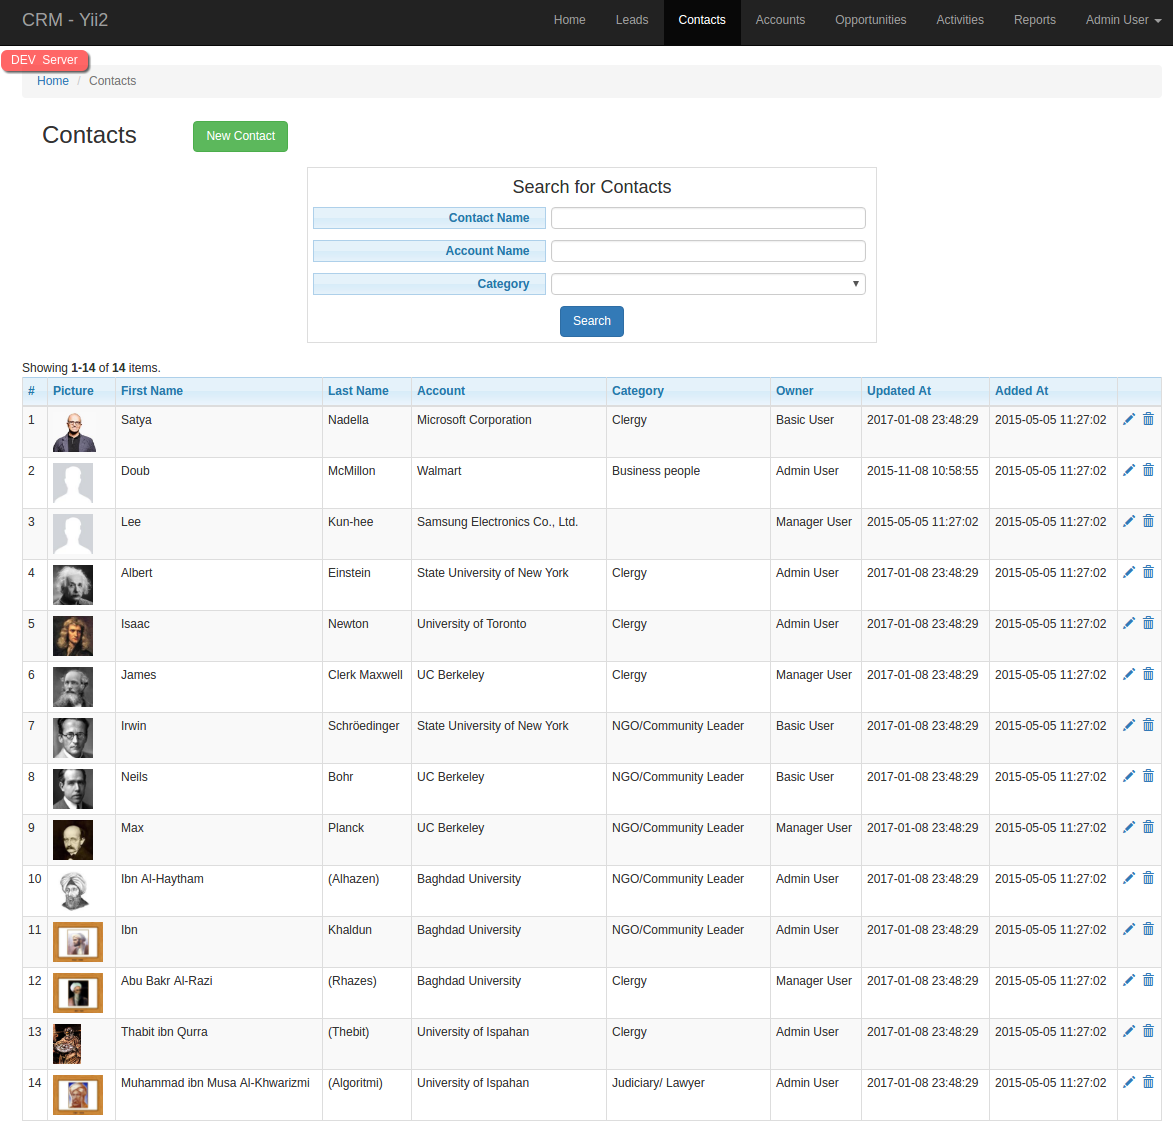 CRM - Yii2 Home Leads Contacts Accounts Opportunities Activities Reports Admin User
DEV Server
Home / Contacts
Contacts New Contact
Search for Contacts
Contact Name
Account Name
Category
Search
Showing 1-14 of 14 items.
# Picture First Name Last Name Account Category Owner Updated At Added At
1 Satya Nadella Microsoft Corporation Clergy Basic User 2017-01-08 23:48:29 2015-05-05 11:27:02
2 Doub McMillon Walmart Business people Admin User 2015-11-08 10:58:55 2015-05-05 11:27:02
3 Lee Kun-hee Samsung Electronics Co., Ltd. Manager User 2015-05-05 11:27:02 2015-05-05 11:27:02
4 Albert Einstein State University of New York Clergy Admin User 2017-01-08 23:48:29 2015-05-05 11:27:02
5 Isaac Newton University of Toronto Clergy Admin User 2017-01-08 23:48:29 2015-05-05 11:27:02
6 James Clerk Maxwell UC Berkeley Clergy Manager User 2017-01-08 23:48:29 2015-05-05 11:27:02
7 Irwin Schröedinger State University of New York NGO/Community Leader Basic User 2017-01-08 23:48:29 2015-05-05 11:27:02
8 Neils Bohr UC Berkeley NGO/Community Leader Basic User 2017-01-08 23:48:29 2015-05-05 11:27:02
9 Max Planck UC Berkeley NGO/Community Leader Manager User 2017-01-08 23:48:29 2015-05-05 11:27:02
10 Ibn Al-Haytham (Alhazen) Baghdad University NGO/Community Leader Admin User 2017-01-08 23:48:29 2015-05-05 11:27:02
11 Ibn Khaldun Baghdad University NGO/Community Leader Admin User 2017-01-08 23:48:29 2015-05-05 11:27:02
12 Abu Bakr Al-Razi (Rhazes) Baghdad University Clergy Manager User 2017-01-08 23:48:29 2015-05-05 11:27:02
13 Thabit ibn Qurra (Thebit) University of Ispahan Clergy Admin User 2017-01-08 23:48:29 2015-05-05 11:27:02
14 Muhammad ibn Musa Al-Khwarizmi (Algoritmi) University of Ispahan Judiciary/ Lawyer Admin User 2017-01-08 23:48:29 2015-05-05 11:27:02